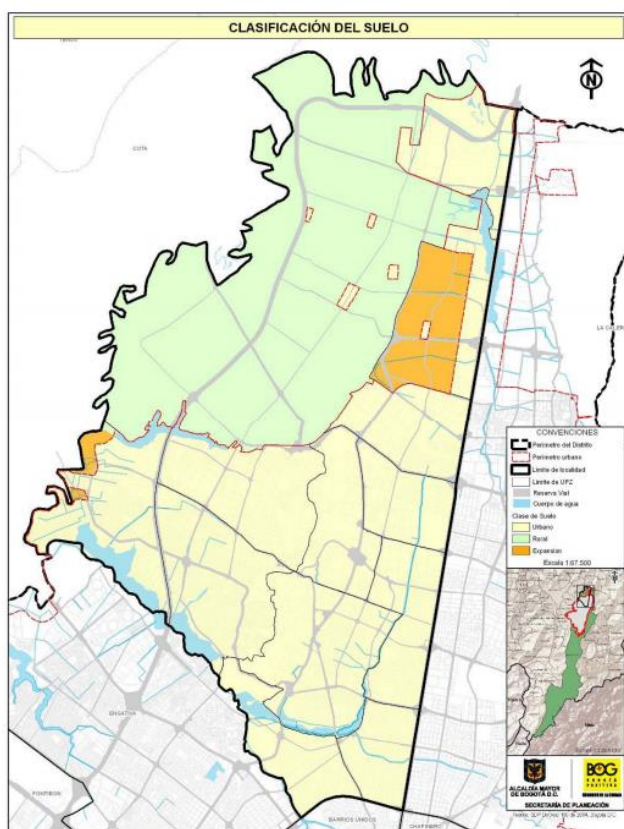 CLASIFICACIÓN DEL SUELO
COTA
N
LA CALERA
CONVENCIONES
Perímetro del Distrito
Perímetro urbano
Límite de localidad
Límite de UPZ
Reserva Vial
Cuerpo de agua
Clase de Suelo
Urbano
Rural
Expansión
Escala 1:67.500
ENGATIVA
FONTIBON
BARRIOS UNIDOS
CHAPINERO
ALCALDÍA MAYOR
DE BOGOTÁ D.C.
BOG
SECRETARÍA DE PLANEACIÓN